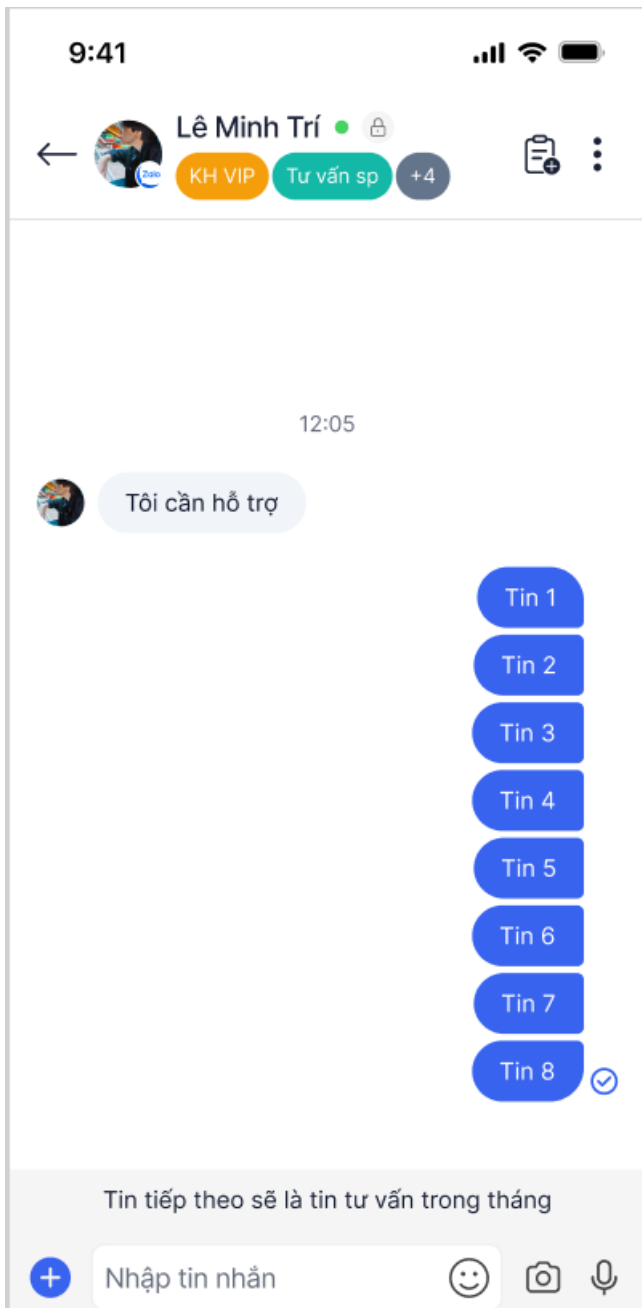 9:41
Lê Minh Trí
Zalo
KH VIP Tư vấn sp +4
12:05
Tôi cần hỗ trợ
Tin 1
Tin 2
Tin 3
Tin 4
Tin 5
Tin 6
Tin 7
Tin 8
Tin tiếp theo sẽ là tin tư vấn trong tháng
Nhập tin nhắn